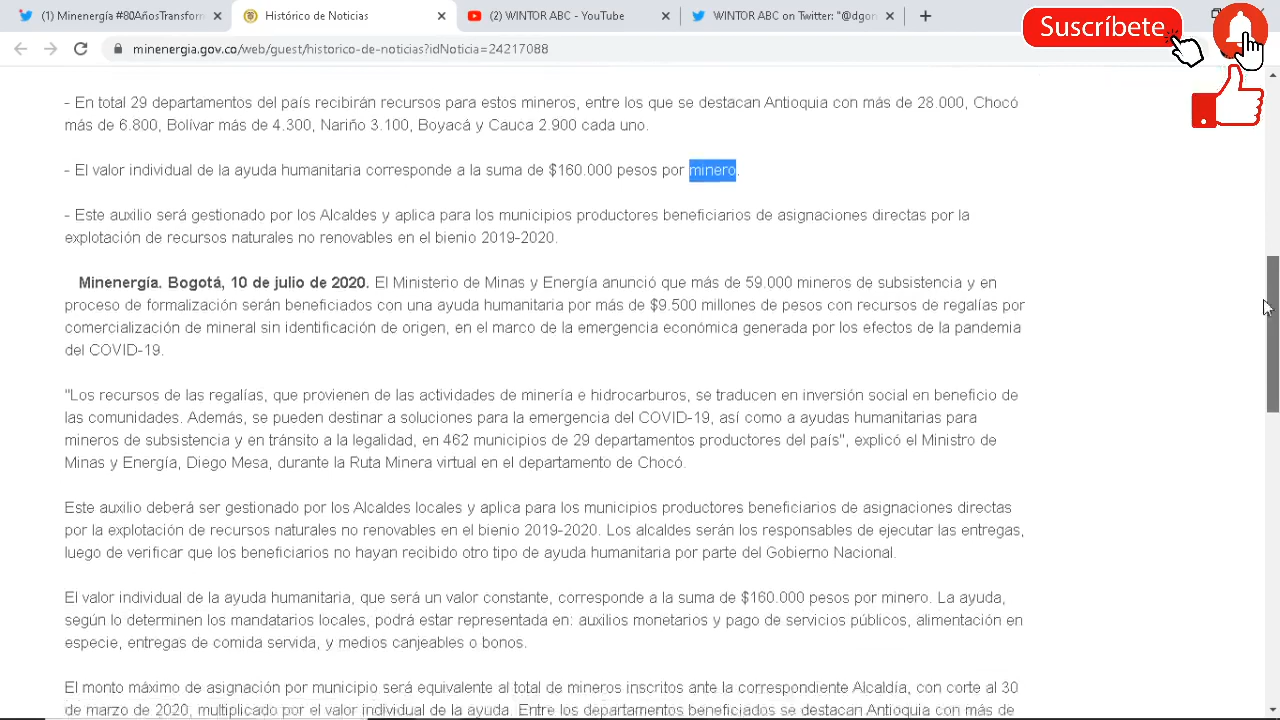 (1) Minenergía #80AñosTransform
Histórico de Noticias
(2) WINTOR ABC - YouTube
WINTOR ABC on Twitter: "@dgor
Suscríbete
minenergia.gov.co/web/guest/historico-de-noticias?idNoticia=24217088
- En total 29 departamentos del país recibirán recursos para estos mineros, entre los que se destacan Antioquia con más de 28.000, Chocó
más de 6.800, Bolívar más de 4.300, Nariño 3.100, Boyacá y Cauca 2.900 cada uno.
- El valor individual de la ayuda humanitaria corresponde a la suma de $160.000 pesos por minero.
- Este auxilio será gestionado por los Alcaldes y aplica para los municipios productores beneficiarios de asignaciones directas por la
explotación de recursos naturales no renovables en el bienio 2019-2020.
Minenergía. Bogotá, 10 de julio de 2020. El Ministerio de Minas y Energía anunció que más de 59.000 mineros de subsistencia y en
proceso de formalización serán beneficiados con una ayuda humanitaria por más de $9.500 millones de pesos con recursos de regalías por
comercialización de mineral sin identificación de origen, en el marco de la emergencia económica generada por los efectos de la pandemia
del COVID-19.
"Los recursos de las regalías, que provienen de las actividades de minería e hidrocarburos, se traducen en inversión social en beneficio de
las comunidades. Además, se pueden destinar a soluciones para la emergencia del COVID-19, así como a ayudas humanitarias para
mineros de subsistencia y en tránsito a la legalidad, en 462 municipios de 29 departamentos productores del país", explicó el Ministro de
Minas y Energía, Diego Mesa, durante la Ruta Minera virtual en el departamento de Chocó.
Este auxilio deberá ser gestionado por los Alcaldes locales y aplica para los municipios productores beneficiarios de asignaciones directas
por la explotación de recursos naturales no renovables en el bienio 2019-2020. Los alcaldes serán los responsables de ejecutar las entregas,
luego de verificar que los beneficiarios no hayan recibido otro tipo de ayuda humanitaria por parte del Gobierno Nacional.
El valor individual de la ayuda humanitaria, que será un valor constante, corresponde a la suma de $160.000 pesos por minero. La ayuda,
según lo determinen los mandatarios locales, podrá estar representada en: auxilios monetarios y pago de servicios públicos, alimentación en
especie, entregas de comida servida, y medios canjeables o bonos.
El monto máximo de asignación por municipio será equivalente al total de mineros inscritos ante la correspondiente Alcaldía, con corte al 30
de marzo de 2020, multiplicado por el valor individual de la ayuda. Entre los departamentos beneficiados se destacan Antioquia con más de